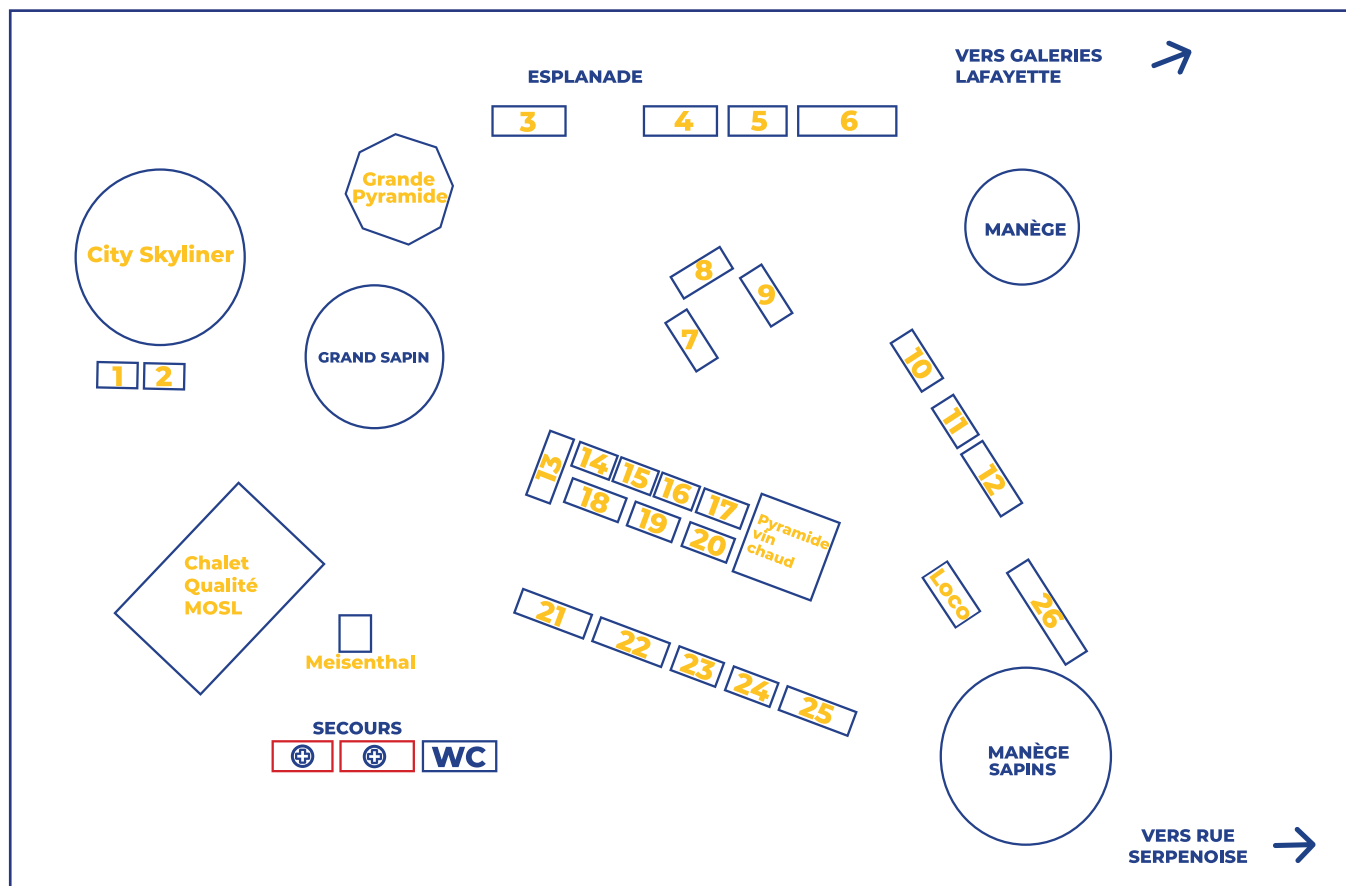 ESPLANADE
VERS GALERIES
LAFAYETTE
3
4
5
6
Grande
Pyramide
City Skyliner
MANÈGE
8
9
7
1
2
GRAND SAPIN
10
11
12
13
14
15
16
17
18
19
20
Pyramide
vin
chaud
Chalet
Qualité
MOSL
Meisenthal
Loco
26
21
22
23
24
25
SECOURS
WC
MANÈGE
SAPINS
VERS RUE
SERPENOISE